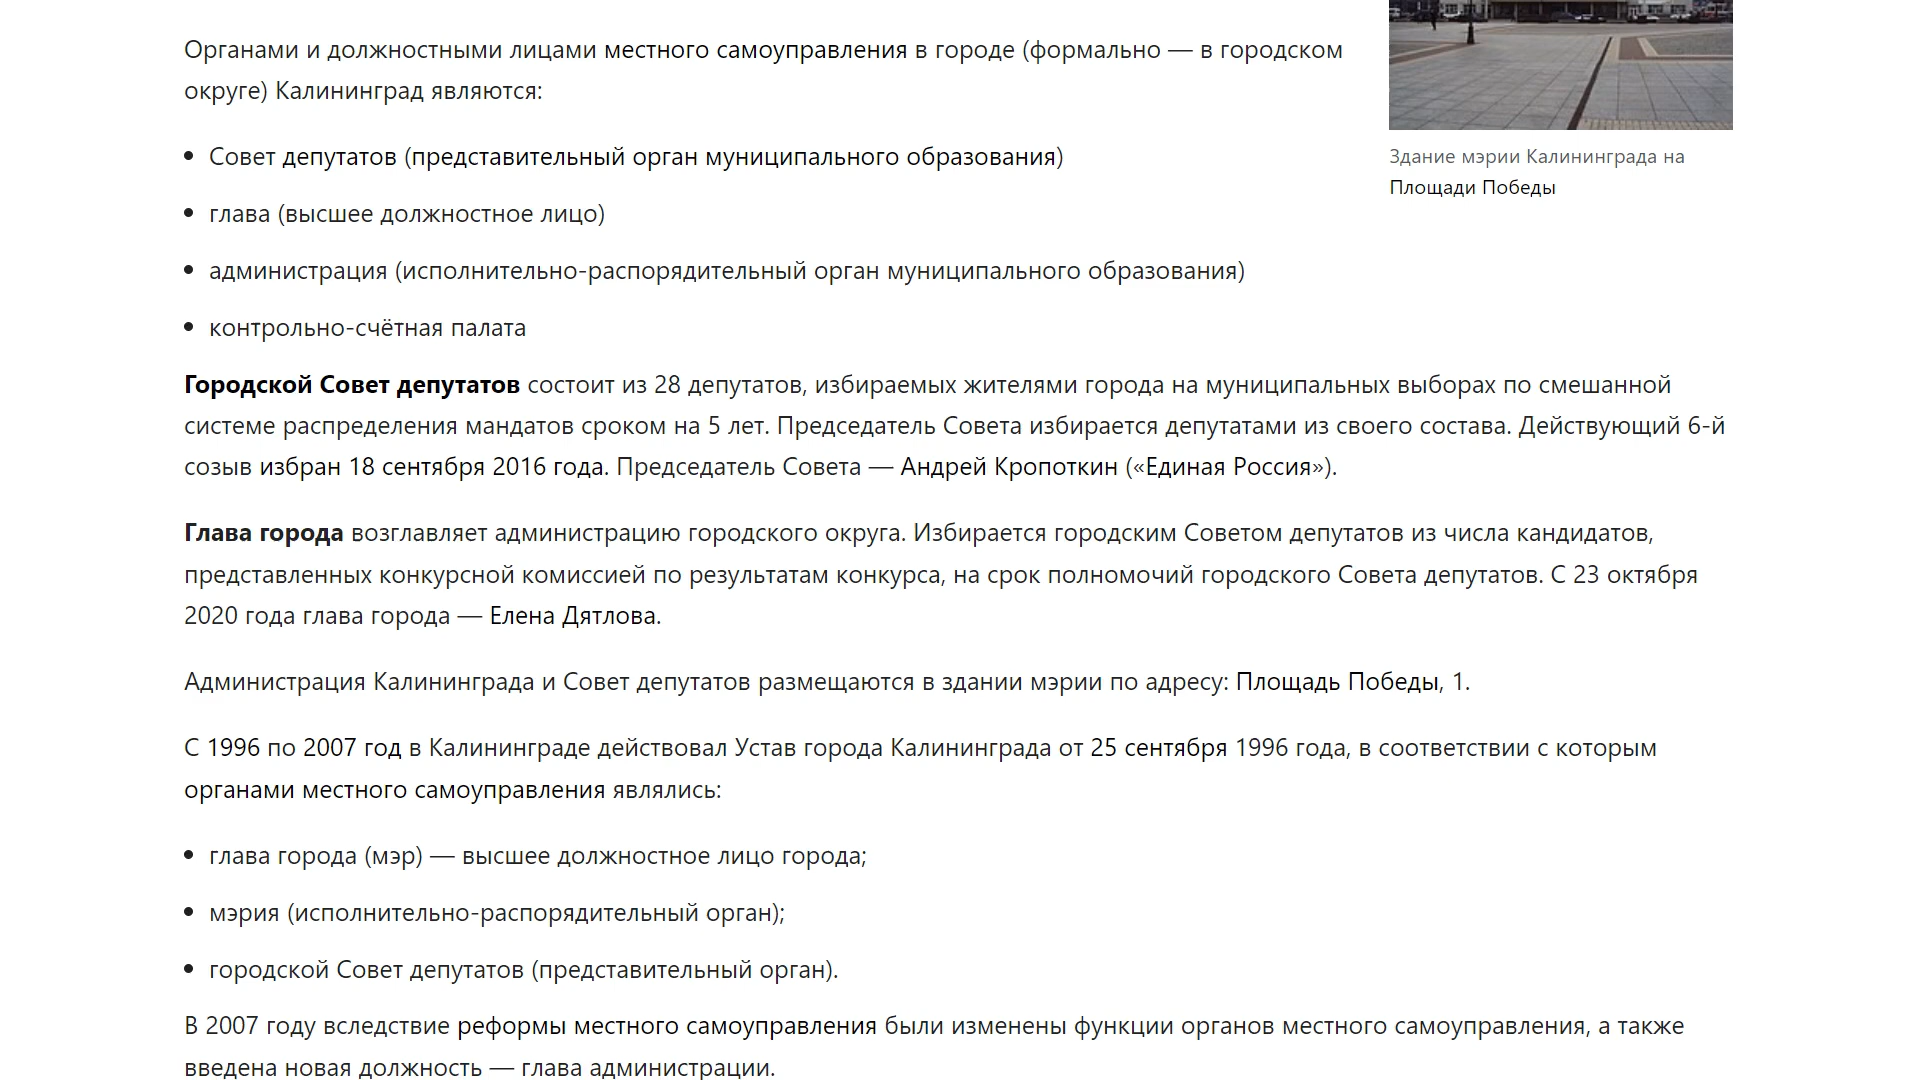 Органами и должностными лицами местного самоуправления в городе (формально — в городском
округе) Калининград являются:
Здание мэрии Калининграда на
Площади Победы
• Совет депутатов (представительный орган муниципального образования)
• глава (высшее должностное лицо)
• администрация (исполнительно-распорядительный орган муниципального образования)
• контрольно-счётная палата
Городской Совет депутатов состоит из 28 депутатов, избираемых жителями города на муниципальных выборах по смешанной
системе распределения мандатов сроком на 5 лет. Председатель Совета избирается депутатами из своего состава. Действующий 6-й
созыв избран 18 сентября 2016 года. Председатель Совета — Андрей Кропоткин («Единая Россия»).
Глава города возглавляет администрацию городского округа. Избирается городским Советом депутатов из числа кандидатов,
представленных конкурсной комиссией по результатам конкурса, на срок полномочий городского Совета депутатов. С 23 октября
2020 года глава города — Елена Дятлова.
Администрация Калининграда и Совет депутатов размещаются в здании мэрии по адресу: Площадь Победы, 1.
С 1996 по 2007 год в Калининграде действовал Устав города Калининграда от 25 сентября 1996 года, в соответствии с которым
органами местного самоуправления являлись:
• глава города (мэр) — высшее должностное лицо города;
• мэрия (исполнительно-распорядительный орган);
• городской Совет депутатов (представительный орган).
В 2007 году вследствие реформы местного самоуправления были изменены функции органов местного самоуправления, а также
введена новая должность — глава администрации.